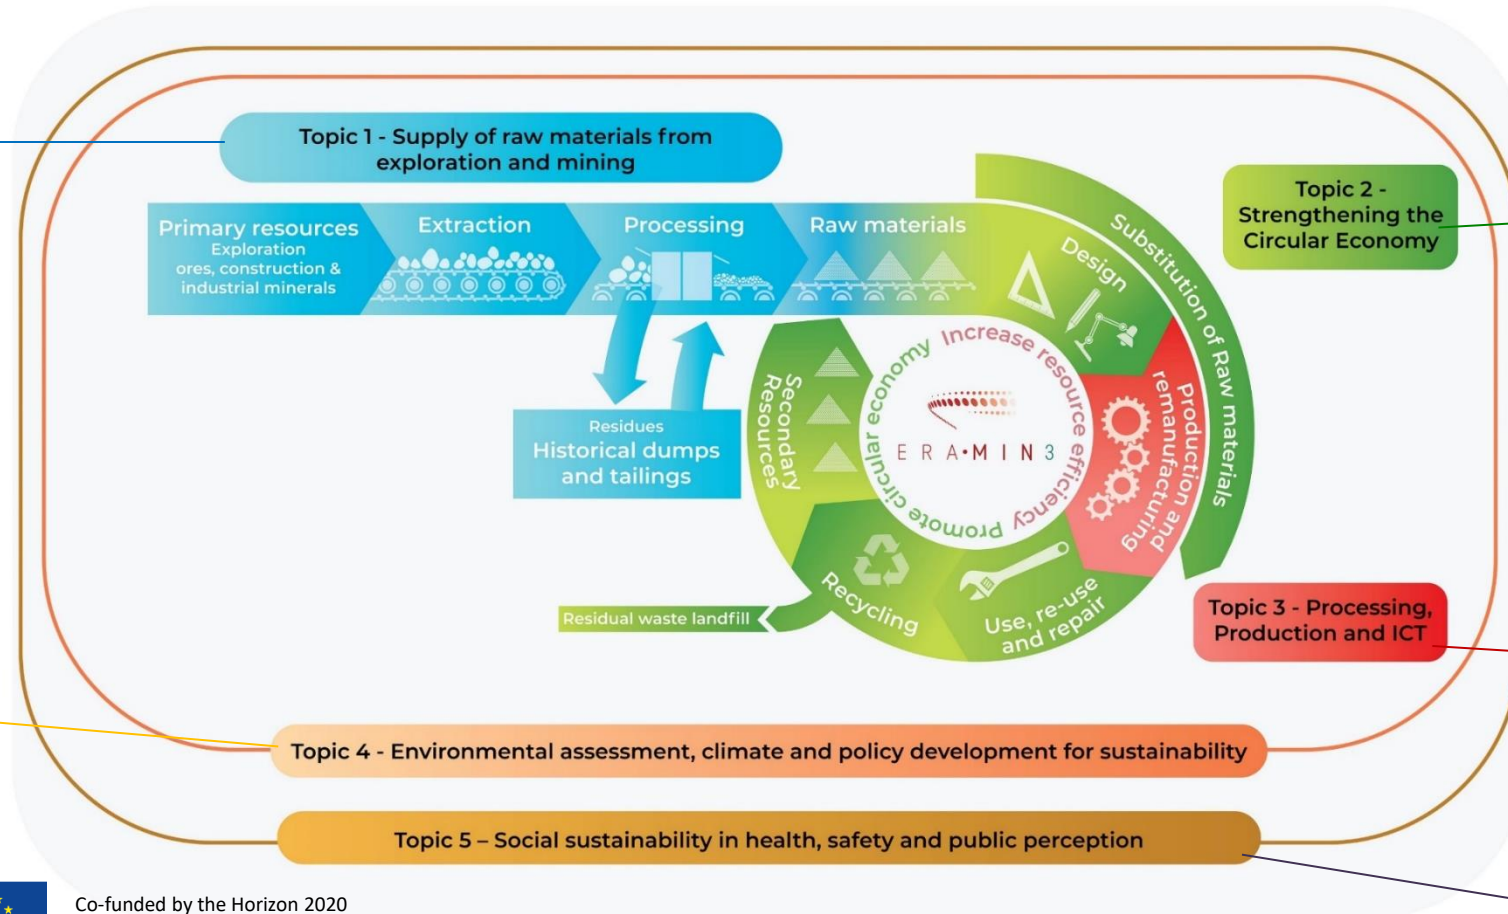 Topic 1 - Supply of raw materials from
exploration and mining
Primary resources
Exploration
ores, construction &
industrial minerals
Extraction
Processing
Raw materials
Design
Substitution of Raw materials
Topic 2 -
Strengthening the
Circular Economy
Production and
remanufacturing
Increase resource efficiency
Promote circular economy
ERA•MIN3
Secondary
Resources
Residues
Historical dumps
and tailings
Recycling
Use, re-use
and repair
Residual waste landfill
Topic 3 - Processing,
Production and ICT
Topic 4 - Environmental assessment, climate and policy development for sustainability
Topic 5 – Social sustainability in health, safety and public perception
Co-funded by the Horizon 2020